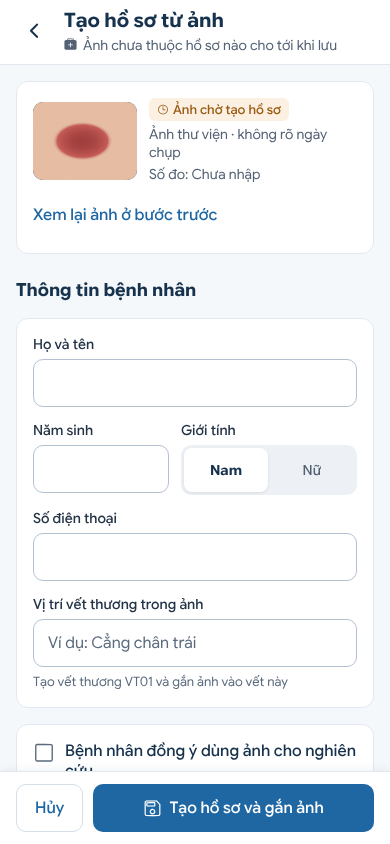 Tạo hồ sơ từ ảnh
Ảnh chưa thuộc hồ sơ nào cho tới khi lưu
Ảnh chờ tạo hồ sơ
Ảnh thư viện · không rõ ngày
chụp
Số đo: Chưa nhập
Xem lại ảnh ở bước trước
Thông tin bệnh nhân
Họ và tên
Năm sinh
Giới tính
Nam
Nữ
Số điện thoại
Vị trí vết thương trong ảnh
Ví dụ: Cẳng chân trái
Tạo vết thương VT01 và gắn ảnh vào vết này
Bệnh nhân đồng ý dùng ảnh cho nghiên
cứu
Hủy
Tạo hồ sơ và gắn ảnh